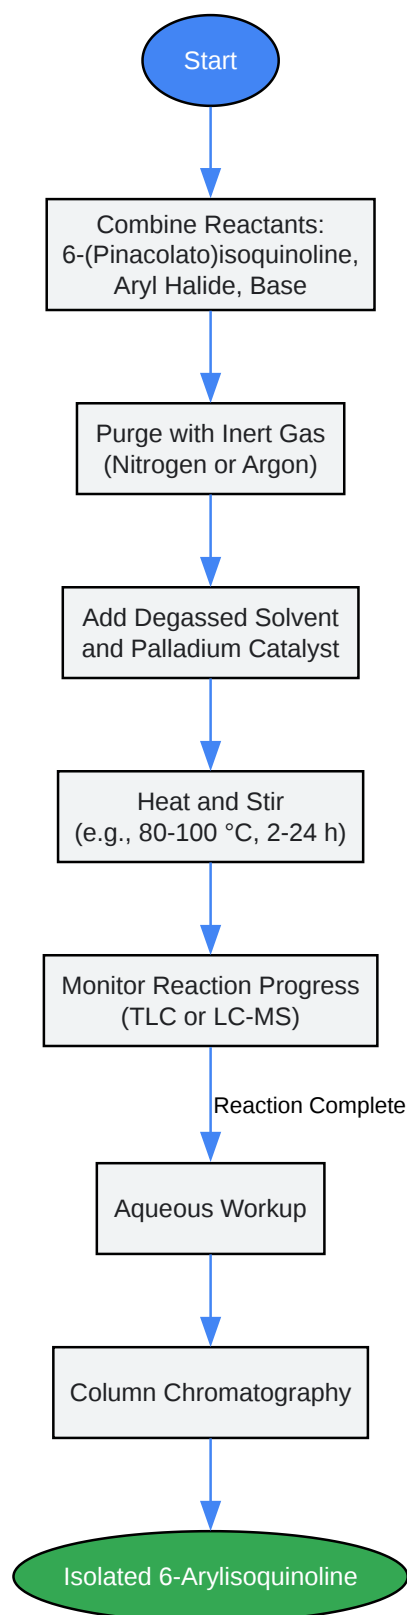 Start
Combine Reactants:
6-(Pinacolato)isoquinoline,
Aryl Halide, Base
Purge with Inert Gas
(Nitrogen or Argon)
Add Degassed Solvent
and Palladium Catalyst
Heat and Stir
(e.g., 80-100 °C, 2-24 h)
Monitor Reaction Progress
(TLC or LC-MS)
Reaction Complete
Aqueous Workup
Column Chromatography
Isolated 6-Arylisoquinoline